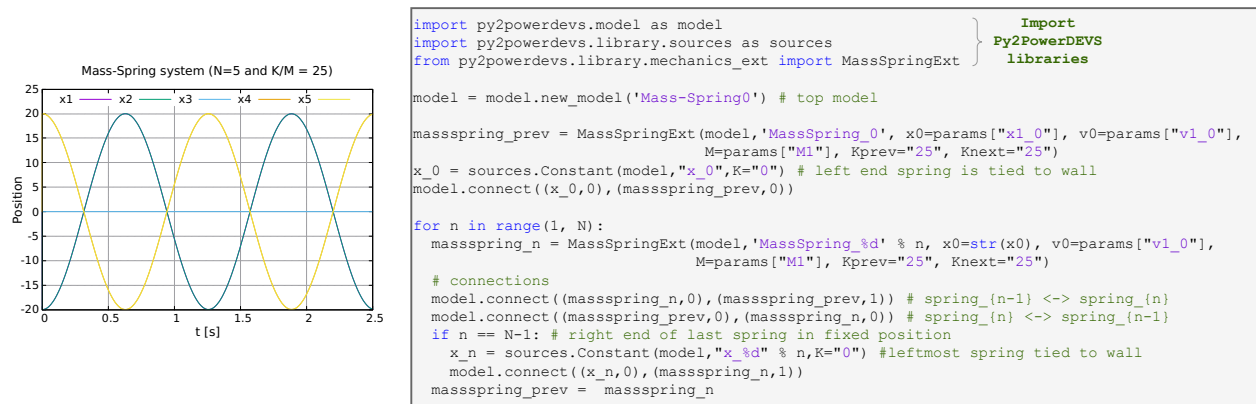 Mass-Spring system (N=5 and K/M = 25)
x1 x2 x3 x4 x5
25
20
15
10
5
0
-5
-10
-15
-20
Position
0 0.5 1 1.5 2 2.5
t [s]
import py2powerdevs.model as model
import py2powerdevs.library.sources as sources
from py2powerdevs.library.mechanics_ext import MassSpringExt
Import
Py2PowerDEVS
libraries
model = model.new_model('Mass-Spring0') # top model
massspring_prev = MassSpringExt(model,'MassSpring_0', x0=params["x1_0"], v0=params["v1_0"],
M=params["M1"], Kprev="25", Knext="25")
x_0 = sources.Constant(model,"x_0",K="0") # left end spring is tied to wall
model.connect((x_0,0),(massspring_prev,0))
for n in range(1, N):
massspring_n = MassSpringExt(model,'MassSpring_%d' % n, x0=str(x0), v0=params["v1_0"],
M=params["M1"], Kprev="25", Knext="25")
# connections
model.connect((massspring_n,0),(massspring_prev,1)) # spring_{n-1} <-> spring_{n}
model.connect((massspring_prev,0),(massspring_n,0)) # spring_{n} <-> spring_{n-1}
if n == N-1: # right end of last spring in fixed position
x_n = sources.Constant(model,"x_%d" % n,K="0") #leftmost spring tied to wall
model.connect((x_n,0),(massspring_n,1))
massspring_prev = massspring_n